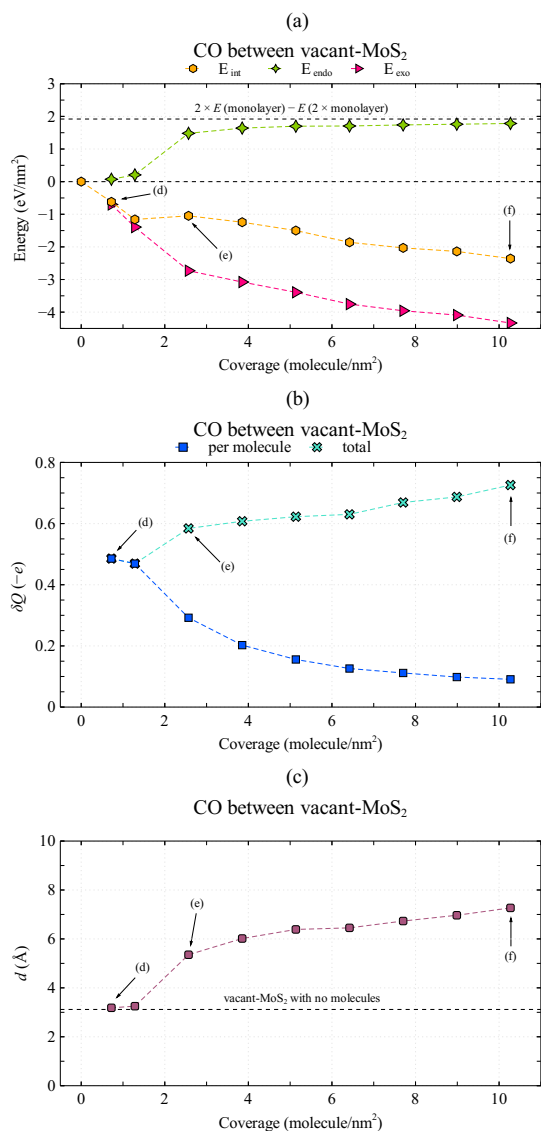 (a)
CO between vacant-MoS₂
E int E endo E exo
2 × E (monolayer) − E (2 × monolayer)
3
2
1
0
−1
−2
−3
−4
Energy (eV/nm²)
(d)
(e)
(f)
0 2 4 6 8 10
Coverage (molecule/nm²)
(b)
CO between vacant-MoS₂
per molecule total
0.8
0.6
0.4
0.2
0
δQ (−e)
(d)
(e)
(f)
0 2 4 6 8 10
Coverage (molecule/nm²)
(c)
CO between vacant-MoS₂
10
8
6
4
2
0
d (Å)
(e)
(d)
(f)
vacant-MoS₂ with no molecules
0 2 4 6 8 10
Coverage (molecule/nm²)